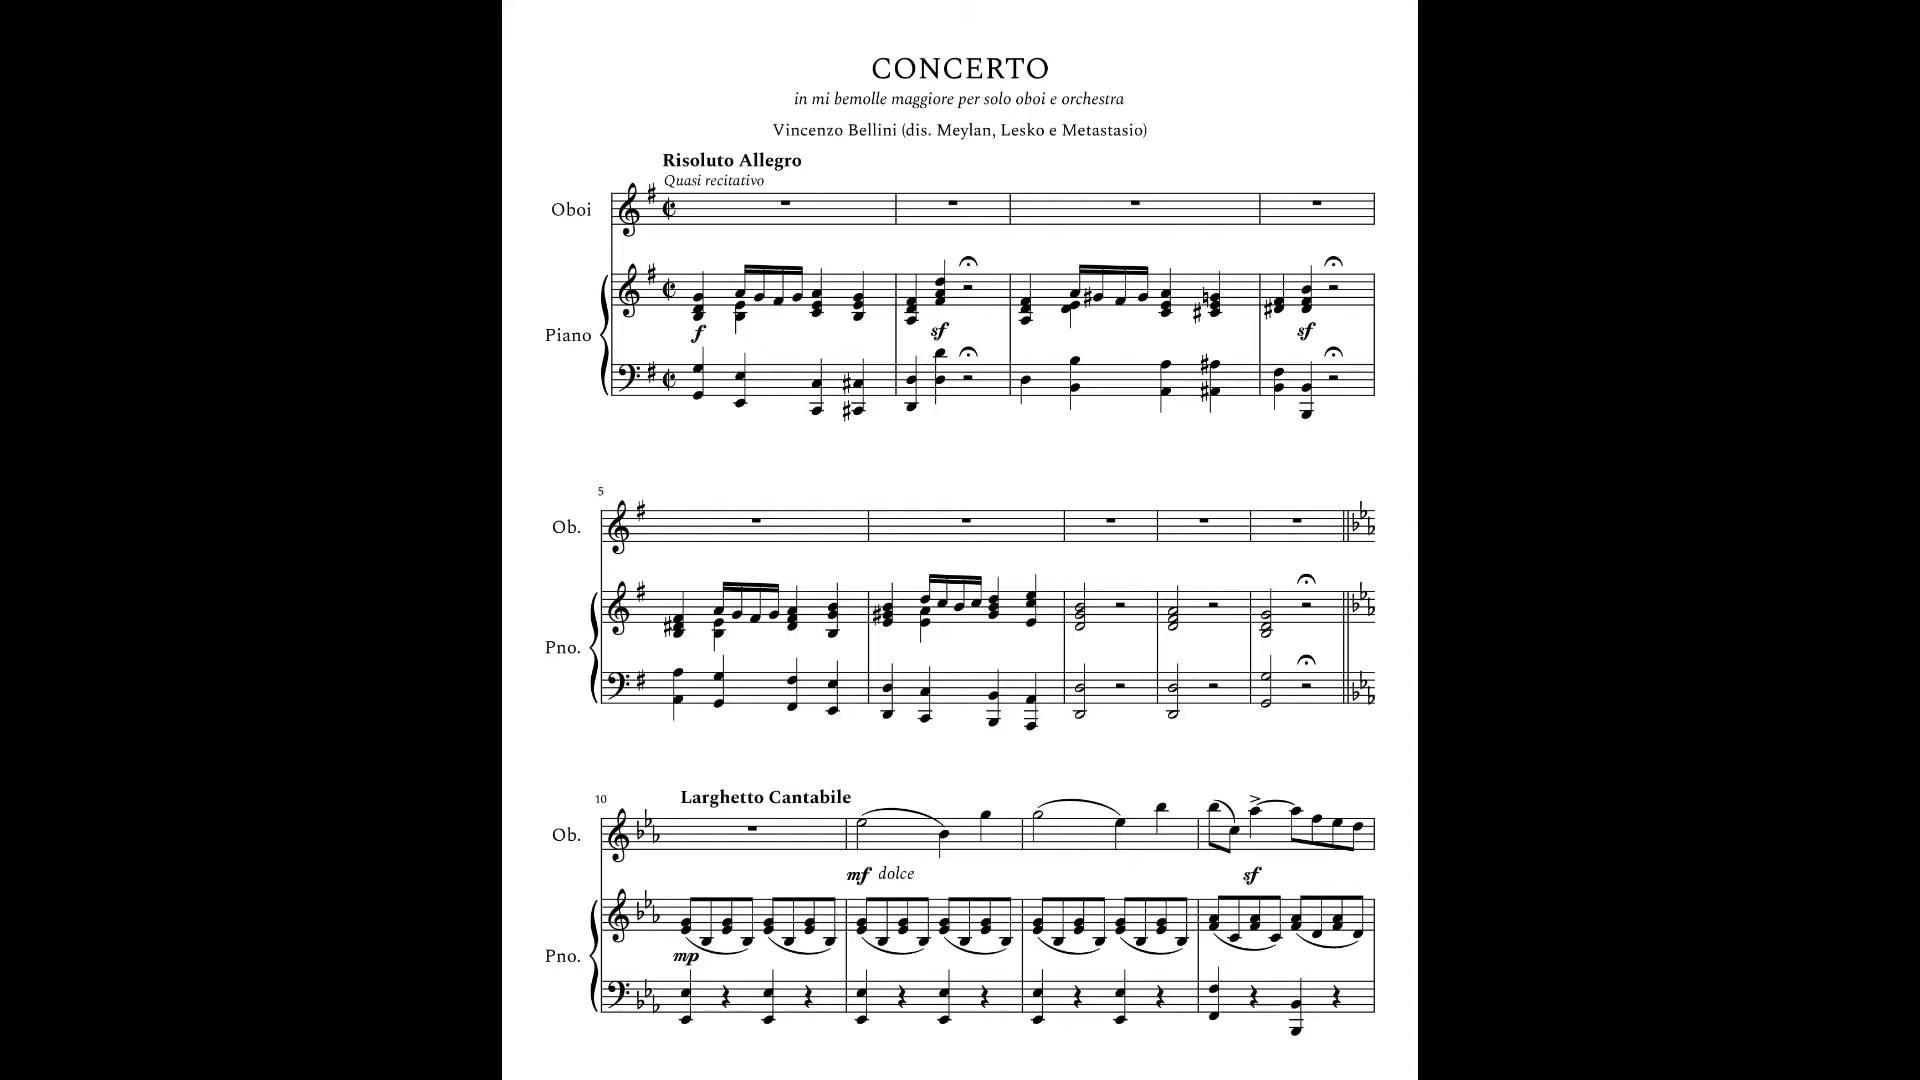 CONCERTO
in mi bemolle maggiore per solo oboi e orchestra
Vincenzo Bellini (dis. Meylan, Lesko e Metastasio)
Risoluto Allegro
Quasi recitativo
Oboi
Piano
f
sf
sf
5
Ob.
Pno.
10
Larghetto Cantabile
Ob.
mf dolce
sf
Pno.
mp